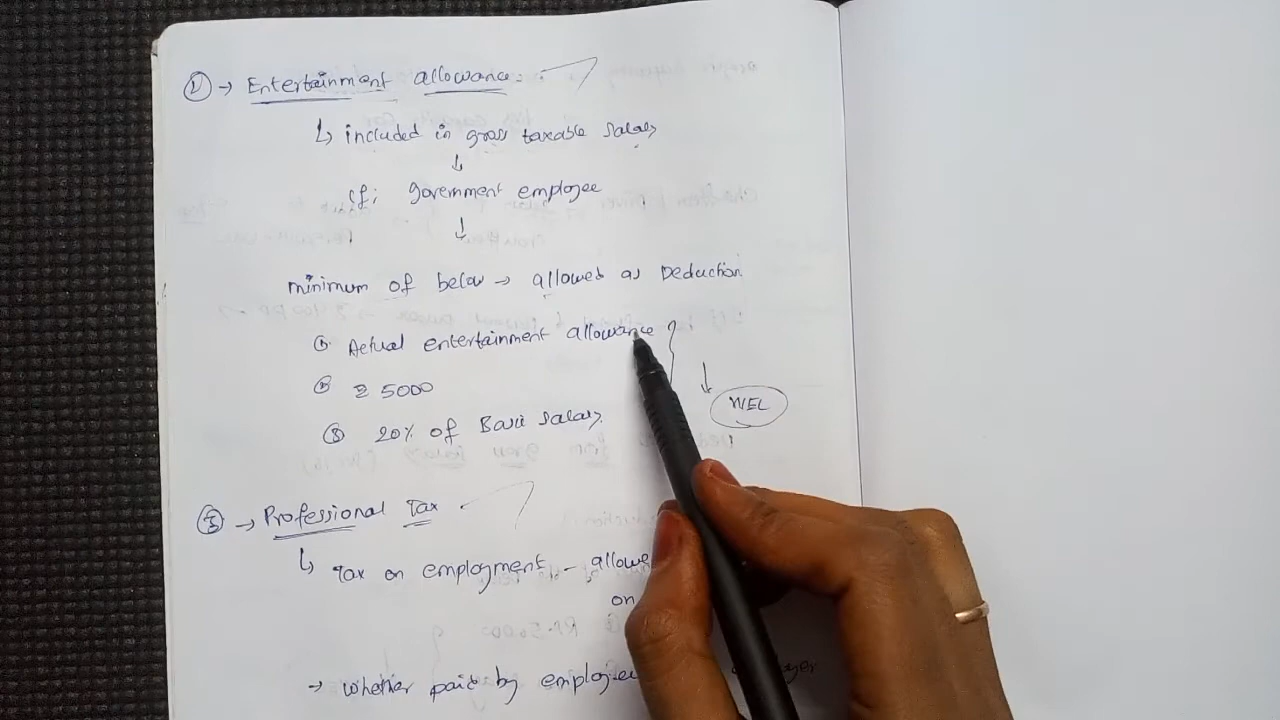 ② → Entertainment allowance :
↳ included in gross taxable salary
↓
If ; government employee
↓
minimum of below → allowed as Deduction
① Actual entertainment allowance
② ₹ 5000
③ 20% of Basic salary
WEL
③ → Professional Tax -
↳ Tax on employment - allowe
on
→ Whether paid by employee